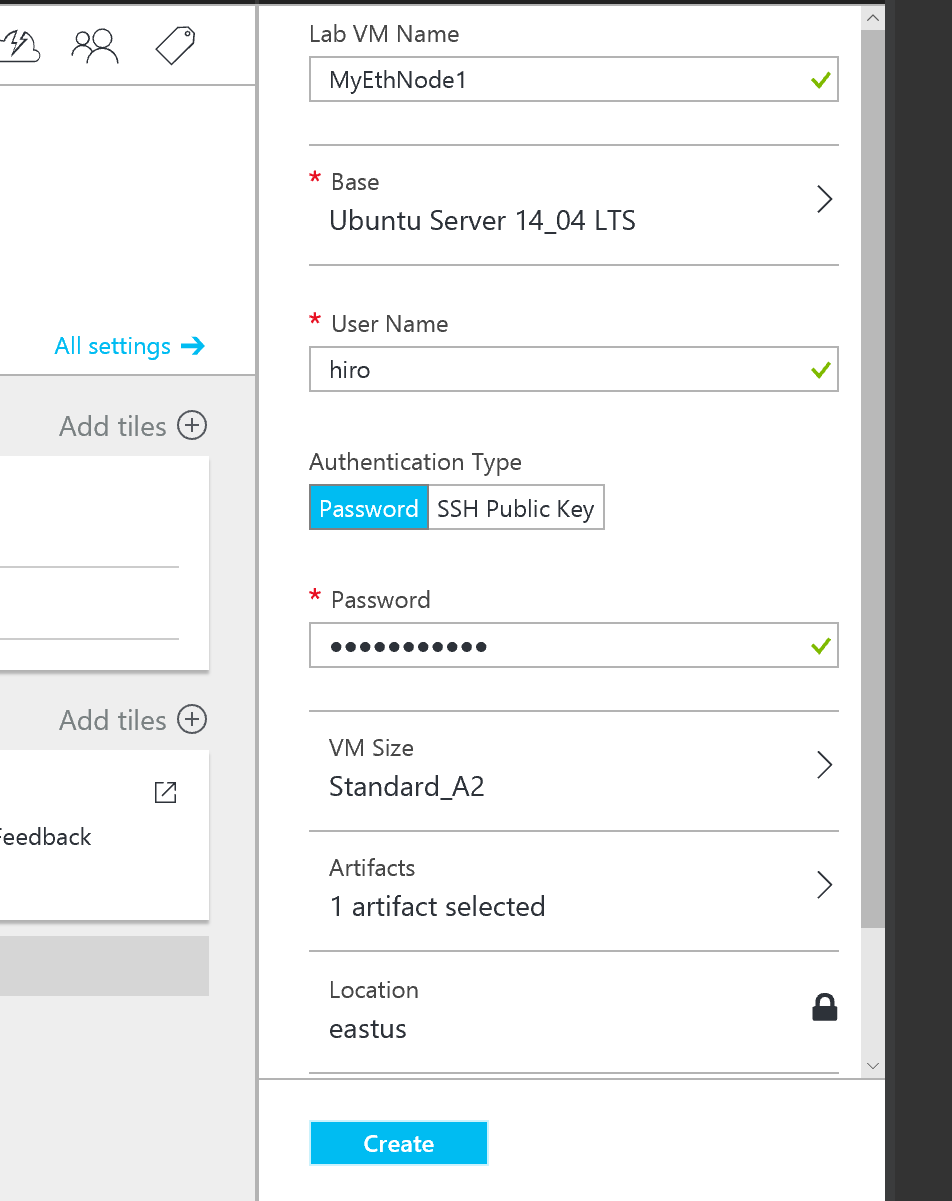 Lab VM Name
MyEthNode1
* Base
Ubuntu Server 14_04 LTS
* User Name
hiro
Authentication Type
Password SSH Public Key
* Password
●●●●●●●●●●●
VM Size
Standard_A2
Artifacts
1 artifact selected
Location
eastus
Create
All settings
Add tiles
Add tiles
Feedback